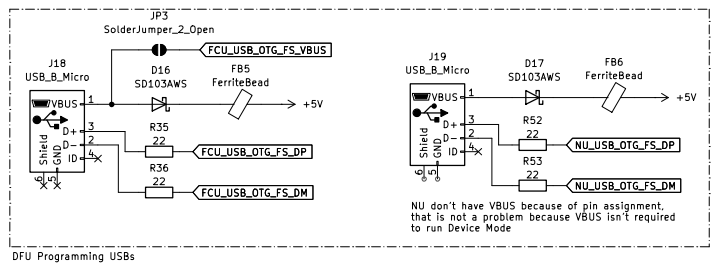 JP3
SolderJumper_2_Open
FCU_USB_OTG_FS_VBUS
J18
USB_B_Micro
D16
SD103AWS
FB5
FerriteBead
VBUS
1
+5V
D+
3
D-
2
ID
4
Shield
GND
6
5
R35
22
FCU_USB_OTG_FS_DP
R36
22
FCU_USB_OTG_FS_DM
J19
USB_B_Micro
D17
SD103AWS
FB6
FerriteBead
VBUS
1
+5V
D+
3
D-
2
ID
4
Shield
GND
6
5
R52
22
NU_USB_OTG_FS_DP
R53
22
NU_USB_OTG_FS_DM
NU don't have VBUS because of pin assignment,
that is not a problem because VBUS isn't required
to run Device Mode
DFU Programming USBs